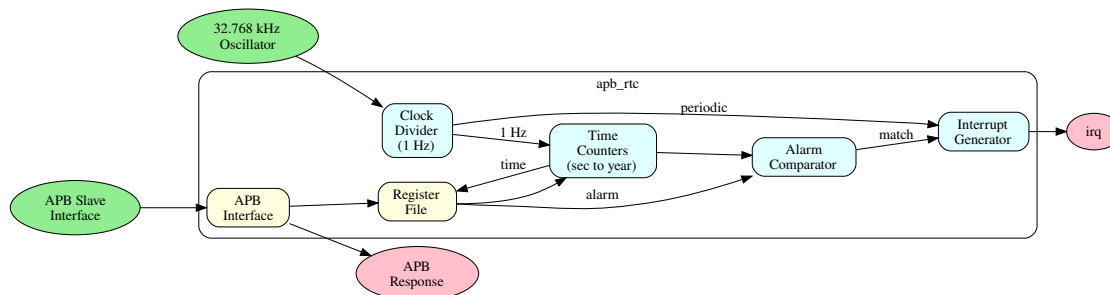 32.768 kHz
Oscillator
apb_rtc
Clock
Divider
(1 Hz)
periodic
1 Hz
Time
Counters
(sec to year)
Alarm
Comparator
match
Interrupt
Generator
irq
time
alarm
APB Slave
Interface
APB
Interface
Register
File
APB
Response